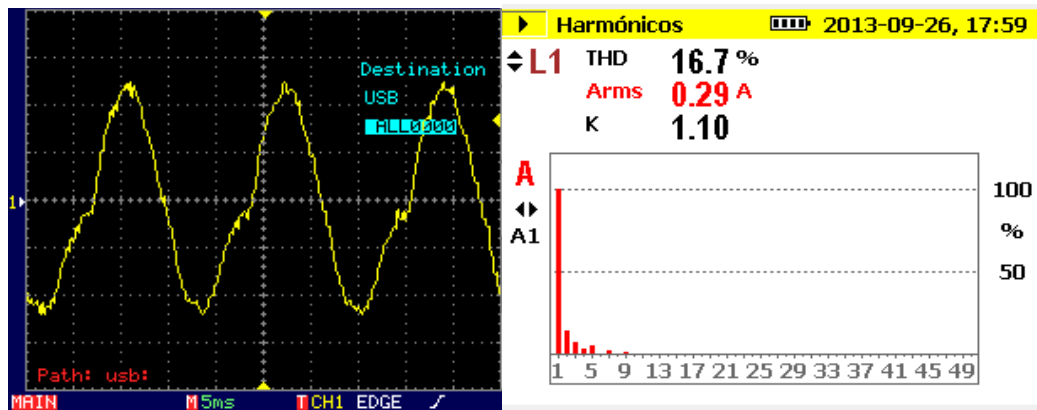 Destination
USB
ALL0000
1
Path: usb:
MAIN M 5ms T CH1 EDGE
Harmónicos 2013-09-26, 17:59
L1 THD 16.7 %
Arms 0.29 A
K 1.10
A
A1
100
%
50
1 5 9 13 17 21 25 29 33 37 41 45 49